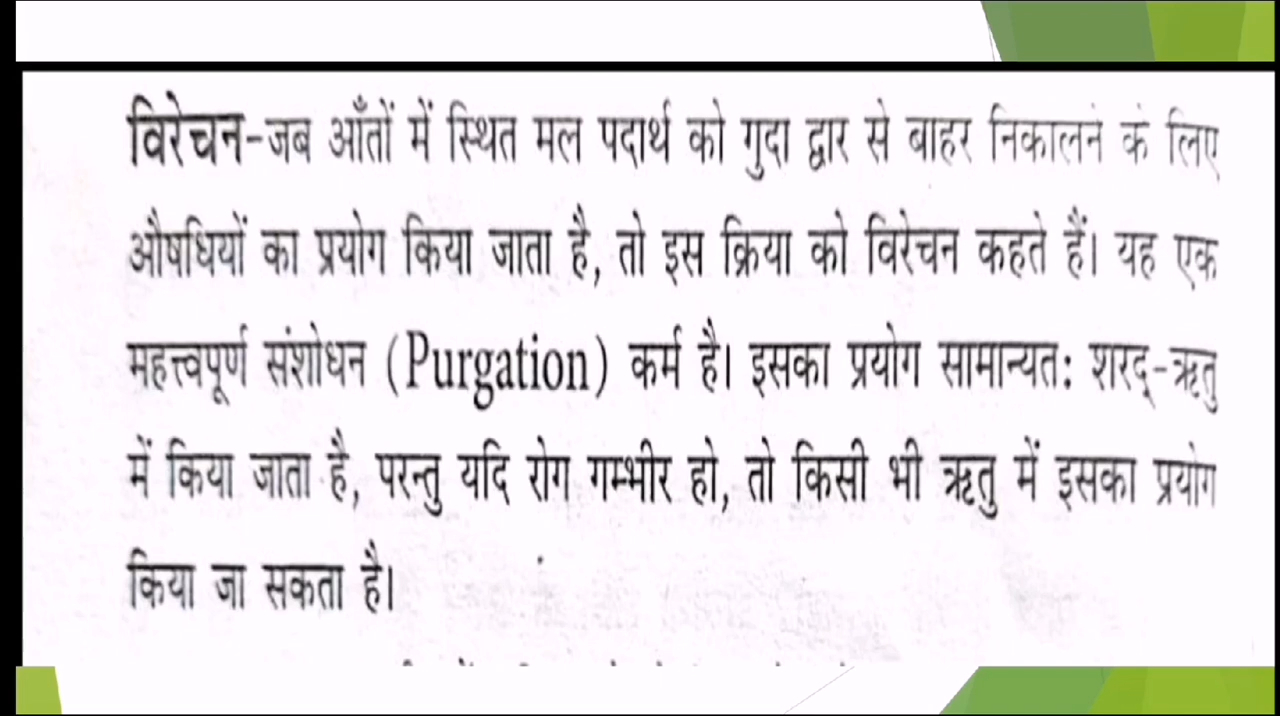 विरेचन-जब आँतों में स्थित मल पदार्थ को गुदा द्वार से बाहर निकालने के लिए
औषधियों का प्रयोग किया जाता है, तो इस क्रिया को विरेचन कहते हैं। यह एक
महत्त्वपूर्ण संशोधन (Purgation) कर्म है। इसका प्रयोग सामान्यत: शरद्-ऋतु
में किया जाता है, परन्तु यदि रोग गम्भीर हो, तो किसी भी ऋतु में इसका प्रयोग
किया जा सकता है।